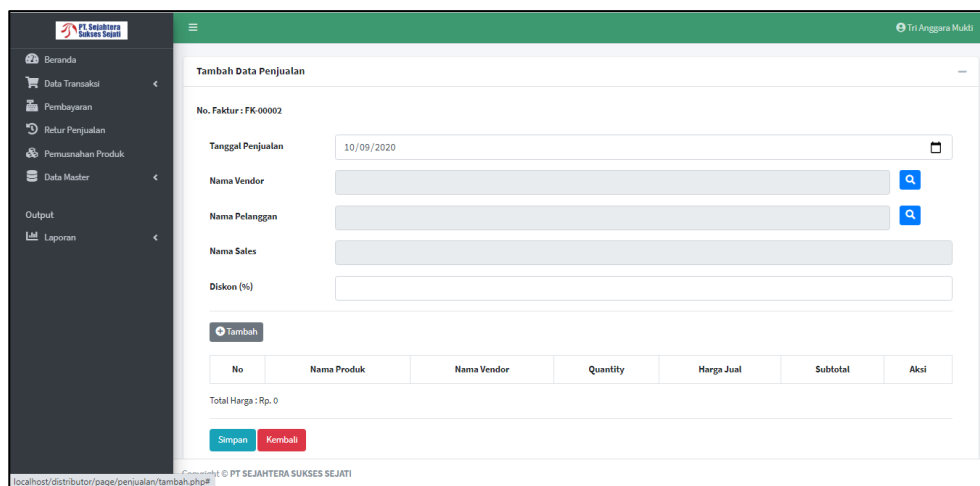 PT. Sejahtera
Sukses Sejati
Tri Anggara Mukti
Beranda
Data Transaksi
Pembayaran
Retur Penjualan
Pemusnahan Produk
Data Master
Output
Laporan
Tambah Data Penjualan
No. Faktur : FK-00002
Tanggal Penjualan 10/09/2020
Nama Vendor
Nama Pelanggan
Nama Sales
Diskon (%)
Tambah
No Nama Produk Nama Vendor Quantity Harga Jual Subtotal Aksi
Total Harga : Rp. 0
Simpan Kembali
Copyright © PT SEJAHTERA SUKSES SEJATI
localhost/distributor/page/penjualan/tambah.php#